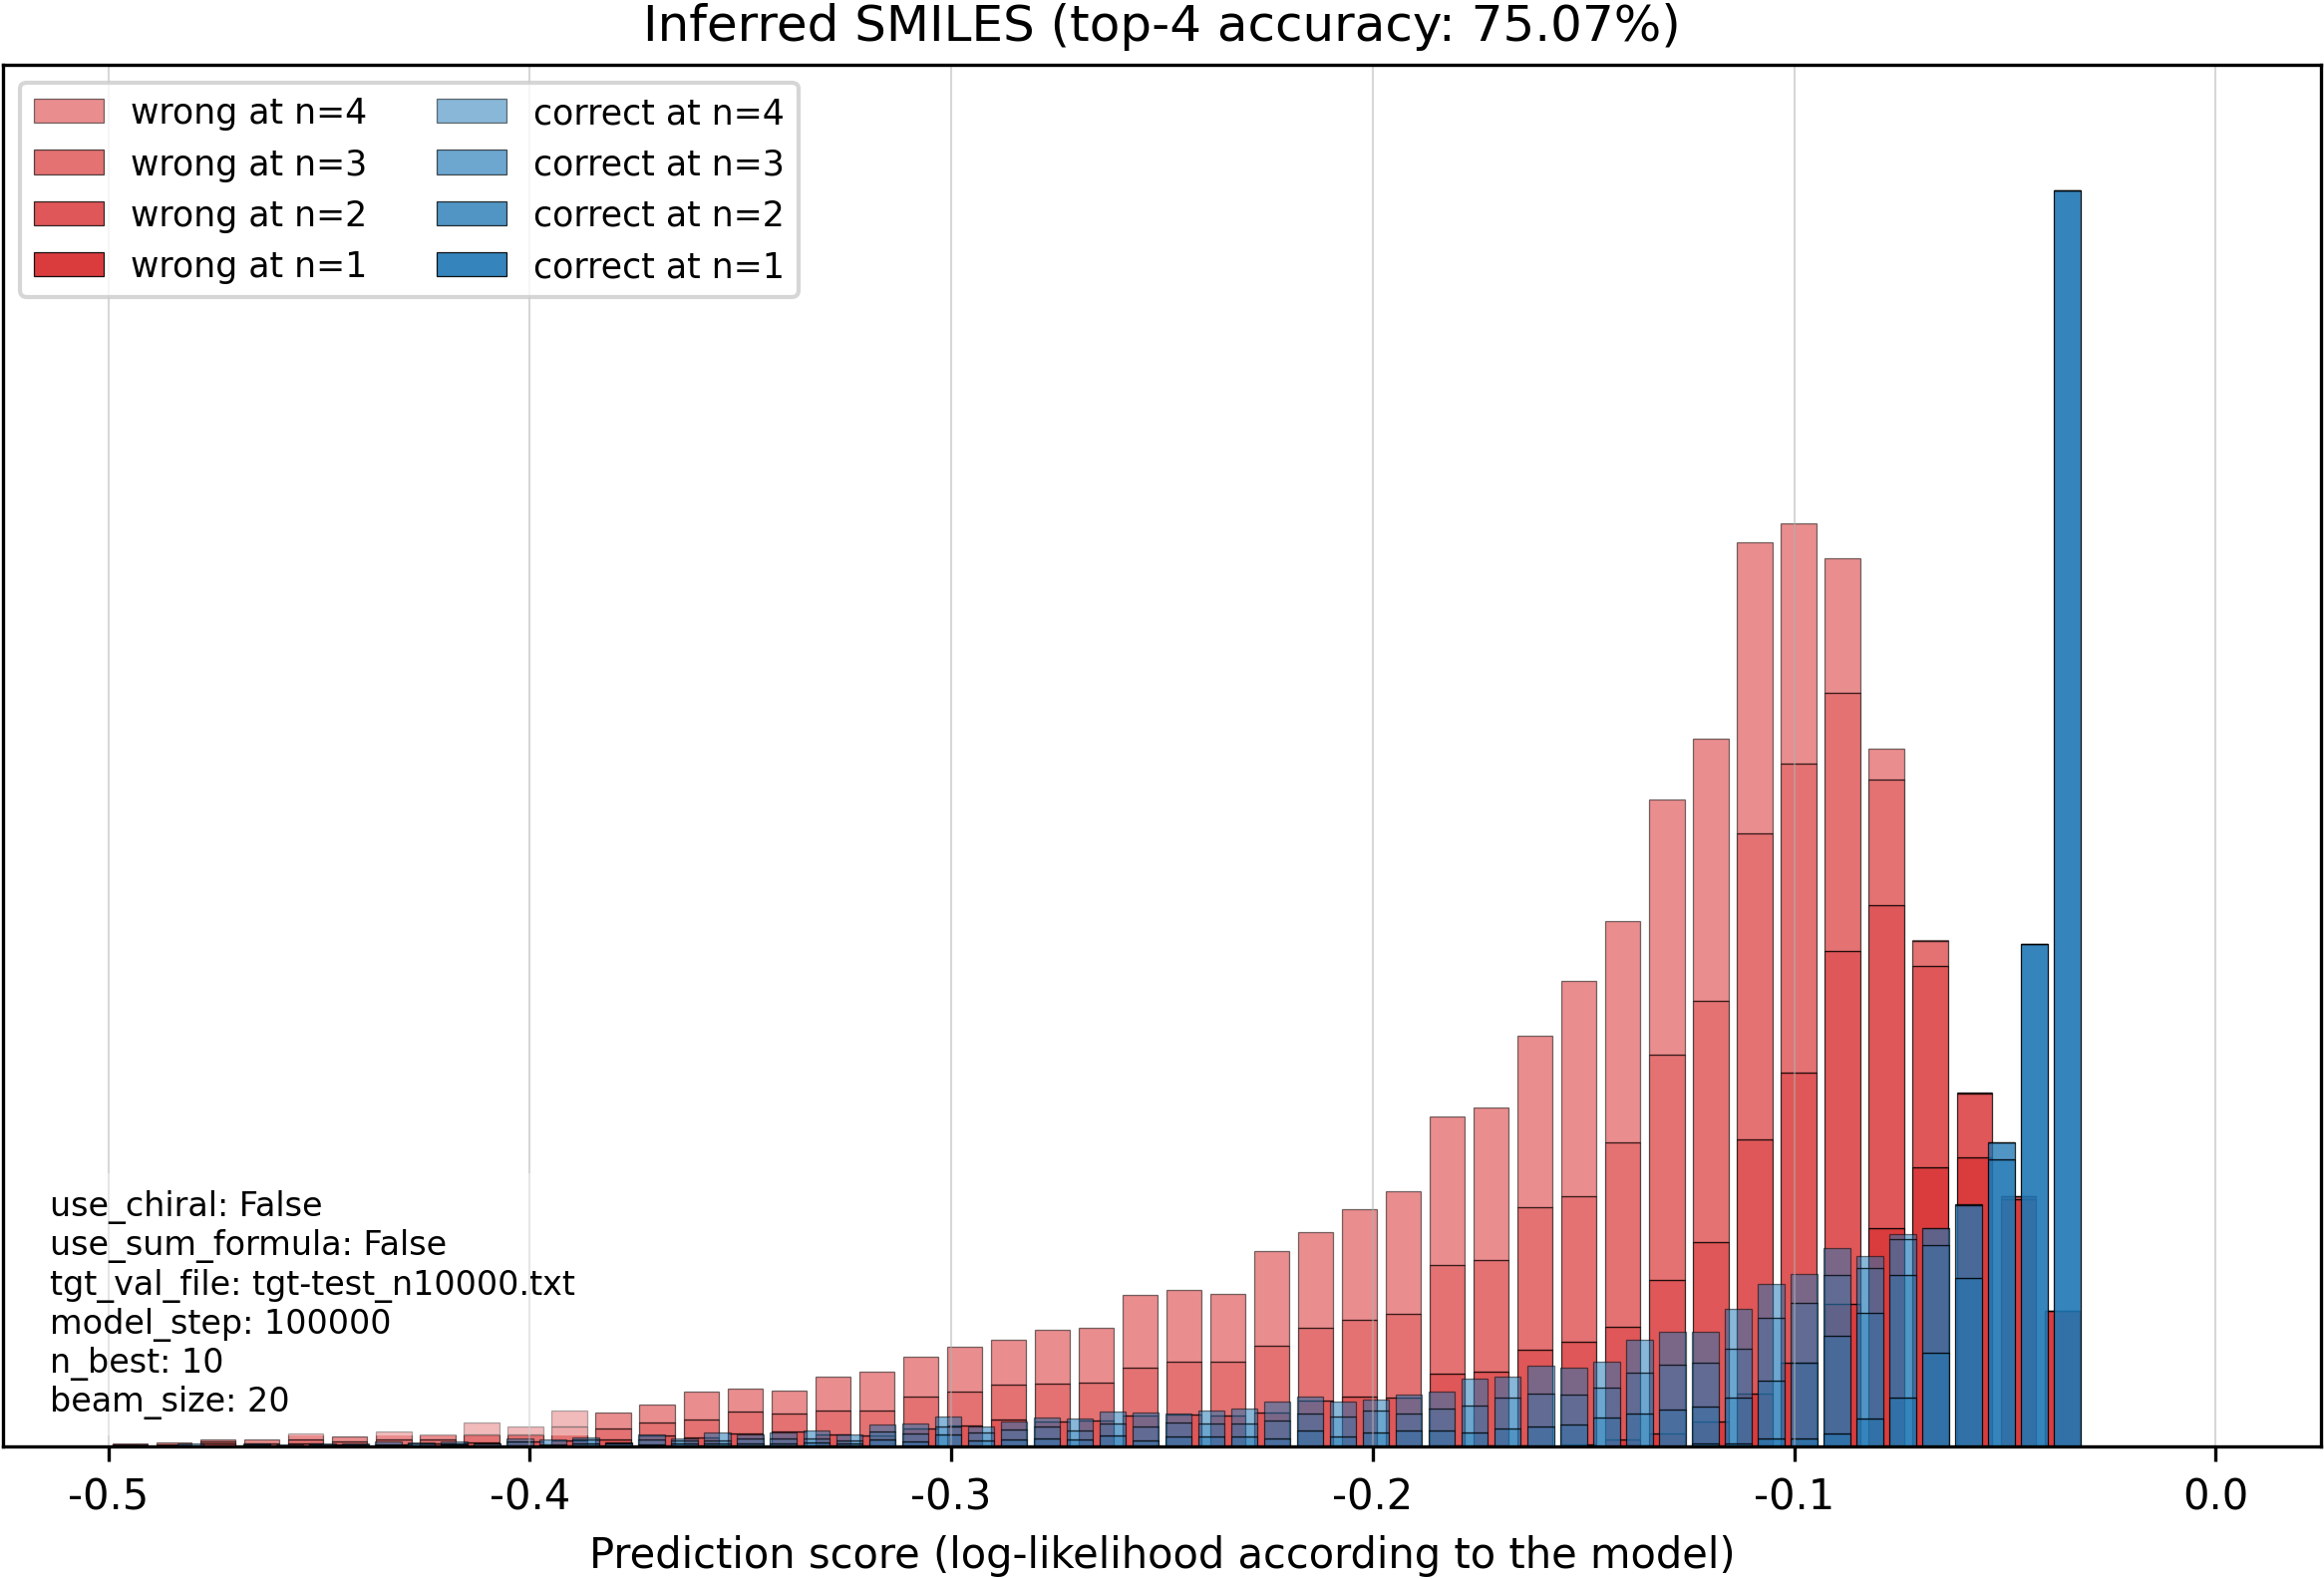 Inferred SMILES (top-4 accuracy: 75.07%)
wrong at n=4
wrong at n=3
wrong at n=2
wrong at n=1
correct at n=4
correct at n=3
correct at n=2
correct at n=1
use_chiral: False
use_sum_formula: False
tgt_val_file: tgt-test_n10000.txt
model_step: 100000
n_best: 10
beam_size: 20
-0.5 -0.4 -0.3 -0.2 -0.1 0.0
Prediction score (log-likelihood according to the model)